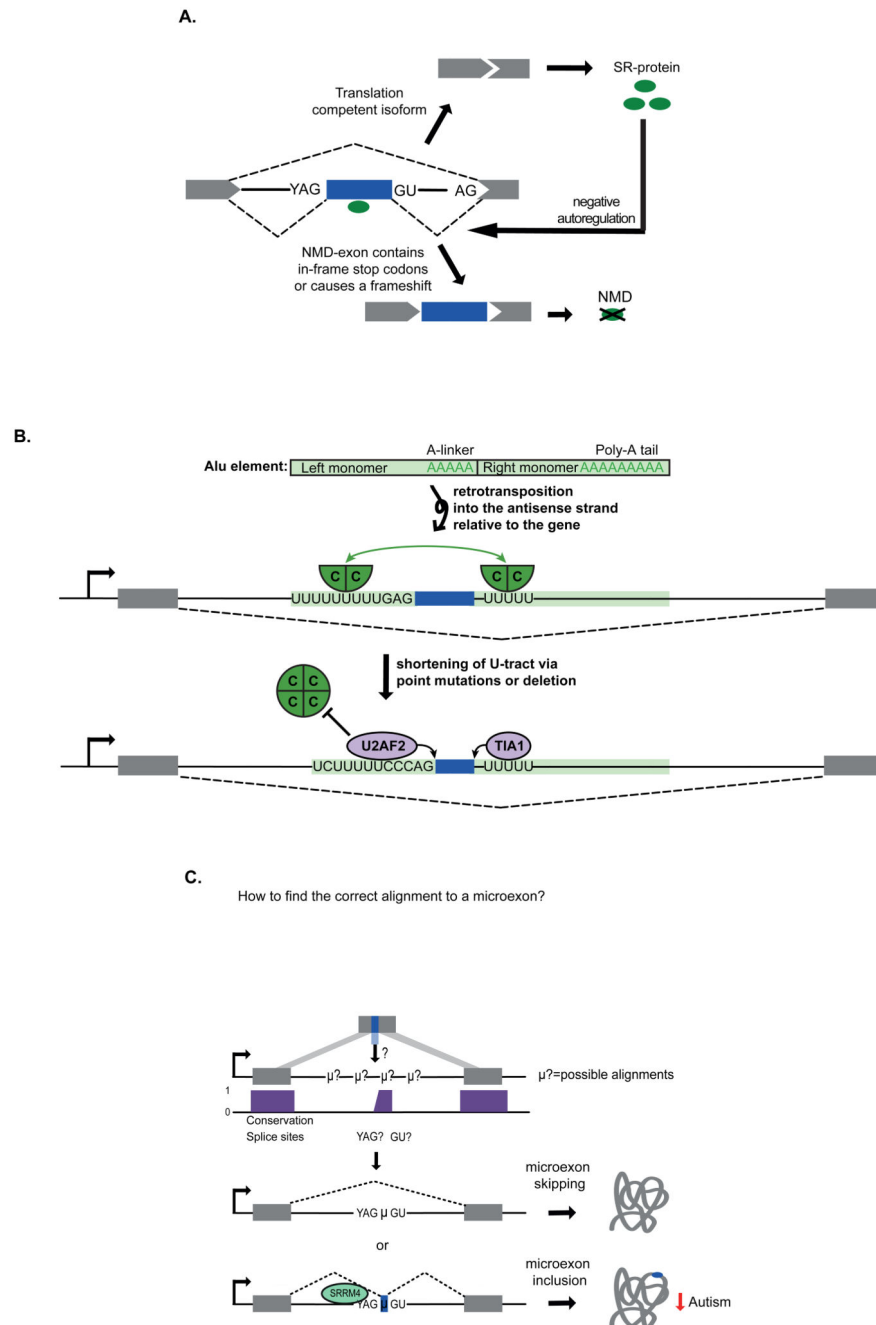 A.
SR-protein
Translation
competent isoform
YAG
GU
AG
negative
autoregulation
NMD-exon contains
in-frame stop codons
or causes a frameshift
NMD
B.
A-linker
Poly-A tail
Alu element:
Left monomer
AAAAA
Right monomer
AAAAAAAAA
retrotransposition
into the antisense strand
relative to the gene
C C
C C
UUUUUUUUUGAG
UUUUU
shortening of U-tract via
point mutations or deletion
C C
C C
U2AF2
TIA1
UCUUUUUCCCAG
UUUUU
C.
How to find the correct alignment to a microexon?
?
µ? µ? µ? µ?
µ?=possible alignments
1
0
Conservation
Splice sites
YAG? GU?
microexon
skipping
YAG µ GU
or
microexon
inclusion
SRRM4
YAG µ GU
Autism